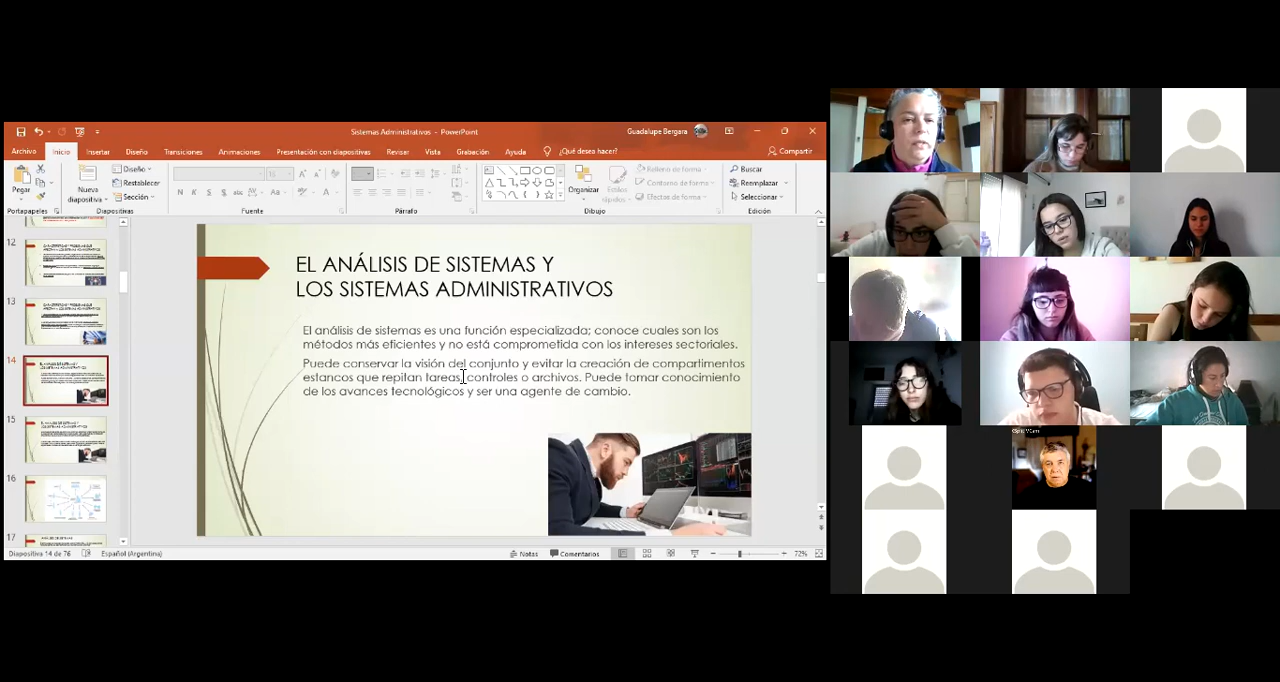 Sistemas Administrativos - PowerPoint
Guadalupe Bergara
Archivo
Inicio
Insertar
Diseño
Transiciones
Animaciones
Presentación con diapositivas
Revisar
Vista
Grabación
Ayuda
¿Qué desea hacer?
Compartir
Pegar
Nueva
diapositiva
Diseño
Restablecer
Sección
Organizar
Estilos
rápidos
Relleno de forma
Contorno de forma
Efectos de forma
Buscar
Reemplazar
Seleccionar
Portapapeles
Diapositivas
Fuente
Párrafo
Dibujo
Edición
12
13
14
15
16
17
EL ANÁLISIS DE SISTEMAS Y
LOS SISTEMAS ADMINISTRATIVOS
El análisis de sistemas es una función especializada; conoce cuales son los
métodos más eficientes y no está comprometida con los intereses sectoriales.
Puede conservar la visión del conjunto y evitar la creación de compartimentos
estancos que repitan tareas, controles o archivos. Puede tomar conocimiento
de los avances tecnológicos y ser una agente de cambio.
Diapositiva 14 de 76
Español (Argentina)
Notas
Comentarios
72%